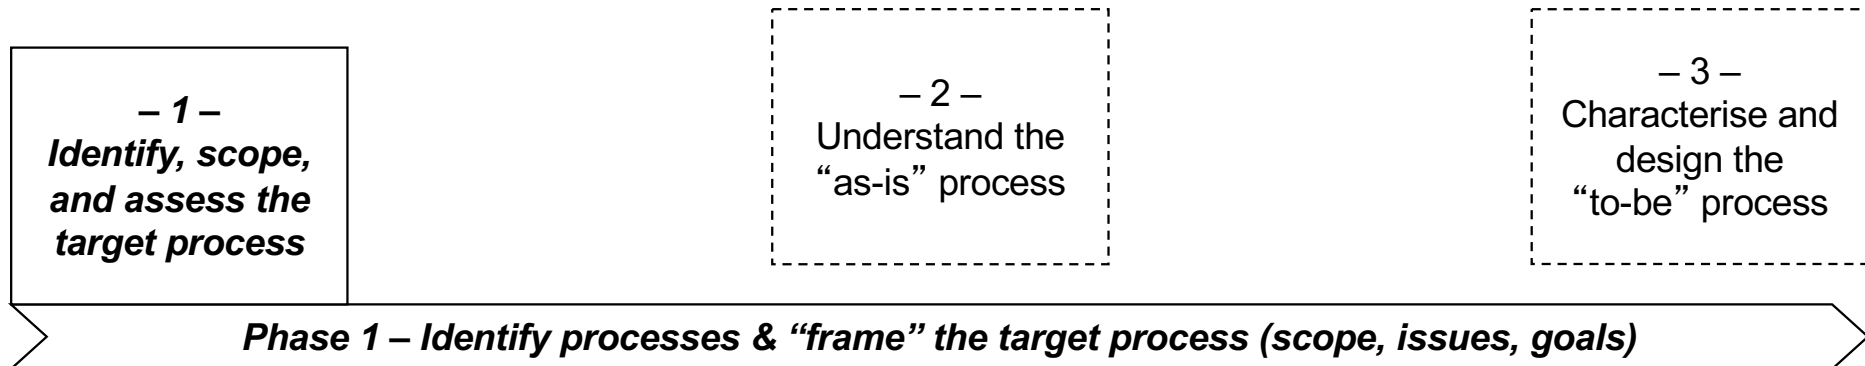 – 1 –
Identify, scope,
and assess the
target process
– 2 –
Understand the
“as-is” process
– 3 –
Characterise and
design the
“to-be” process
Phase 1 – Identify processes & “frame” the target process (scope, issues, goals)